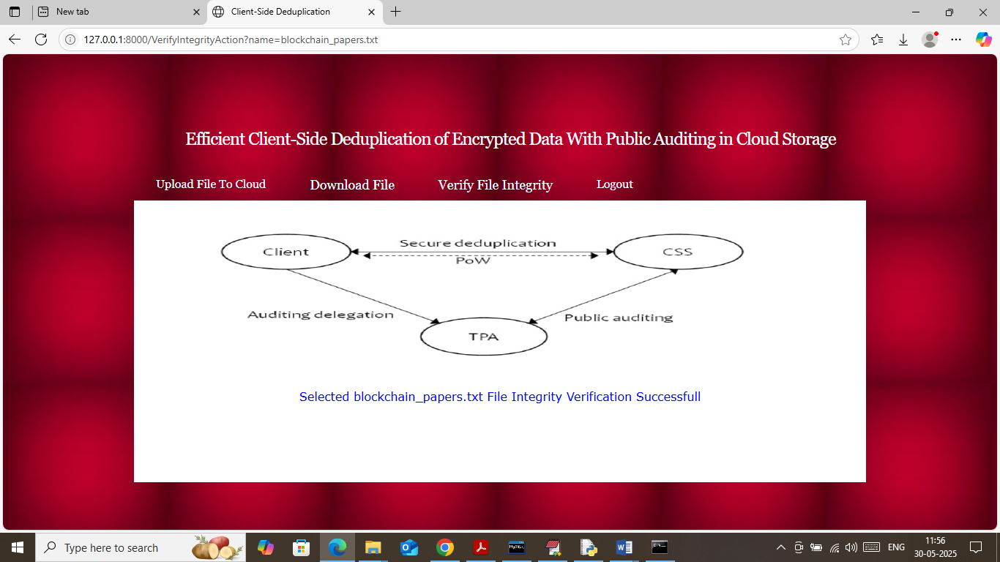 New tab
Client-Side Deduplication
127.0.0.1:8000/VerifyIntegrityAction?name=blockchain_papers.txt
Efficient Client-Side Deduplication of Encrypted Data With Public Auditing in Cloud Storage
Upload File To Cloud Download File Verify File Integrity Logout
Secure deduplication
Client
CSS
PoW
Auditing delegation
Public auditing
TPA
Selected blockchain_papers.txt File Integrity Verification Successfull
Type here to search
ENG
11:56
30-05-2025